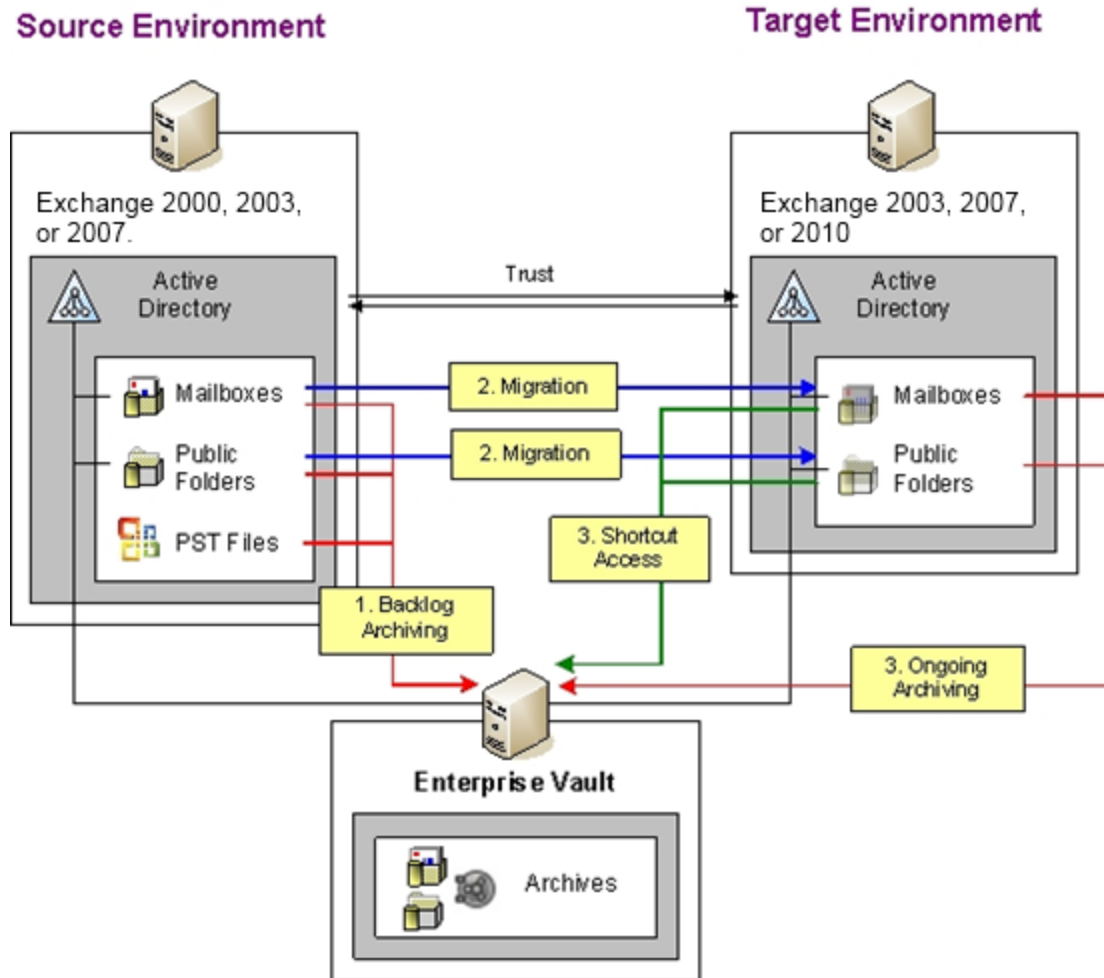 Source Environment
Target Environment
Exchange 2000, 2003,
or 2007.
Exchange 2003, 2007,
or 2010
Active
Directory
Trust
Active
Directory
Mailboxes
2. Migration
Mailboxes
Public
Folders
2. Migration
Public
Folders
PST Files
3. Shortcut
Access
1. Backlog
Archiving
3. Ongoing
Archiving
Enterprise Vault
Archives